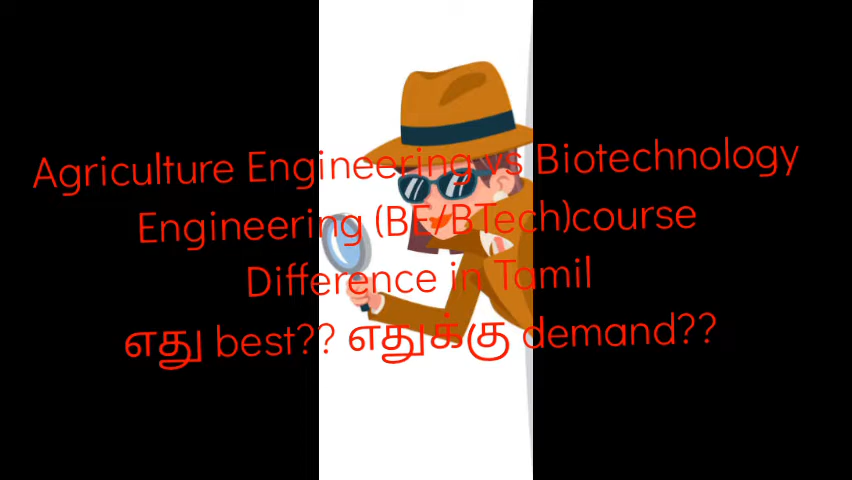 Agriculture Engineering vs Biotechnology
Engineering (BE/BTech)course
Difference in Tamil
எது best?? எதுக்கு demand??